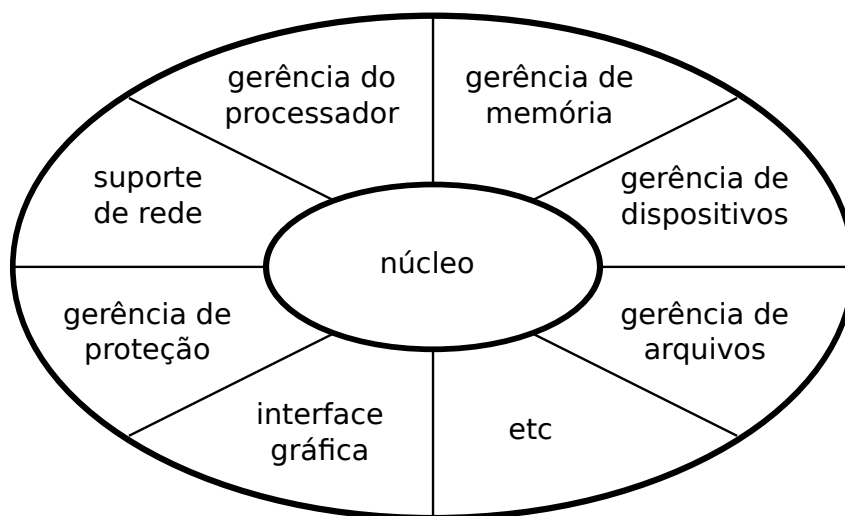 gerência do
processador
gerência de
memória
suporte
de rede
gerência de
dispositivos
núcleo
gerência de
proteção
gerência de
arquivos
interface
gráfica
etc